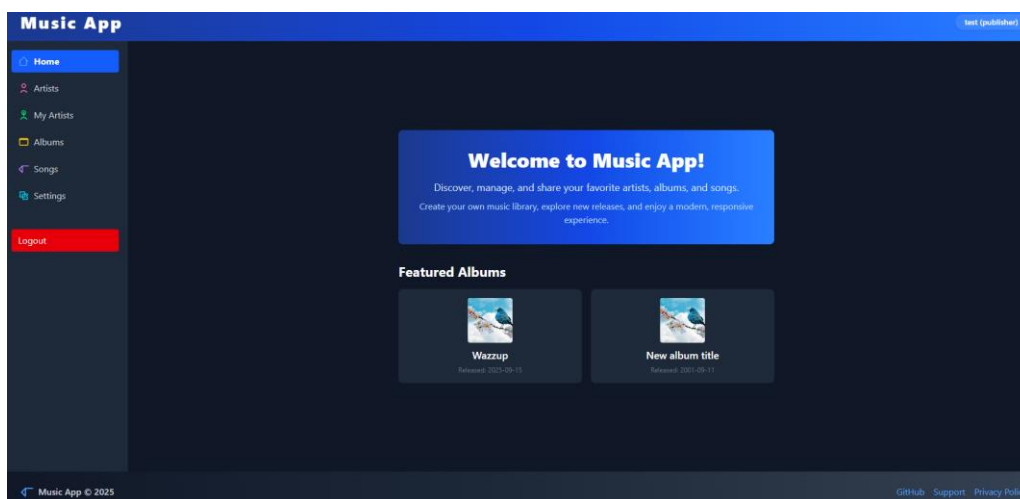 Music App
test (publisher)
Home
Artists
My Artists
Albums
Songs
Settings
Logout
Welcome to Music App!
Discover, manage, and share your favorite artists, albums, and songs.
Create your own music library, explore new releases, and enjoy a modern, responsive
experience.
Featured Albums
Wazzup
Released: 2025-09-15
New album title
Released: 2001-09-11
Music App © 2025
GitHub Support Privacy Poli